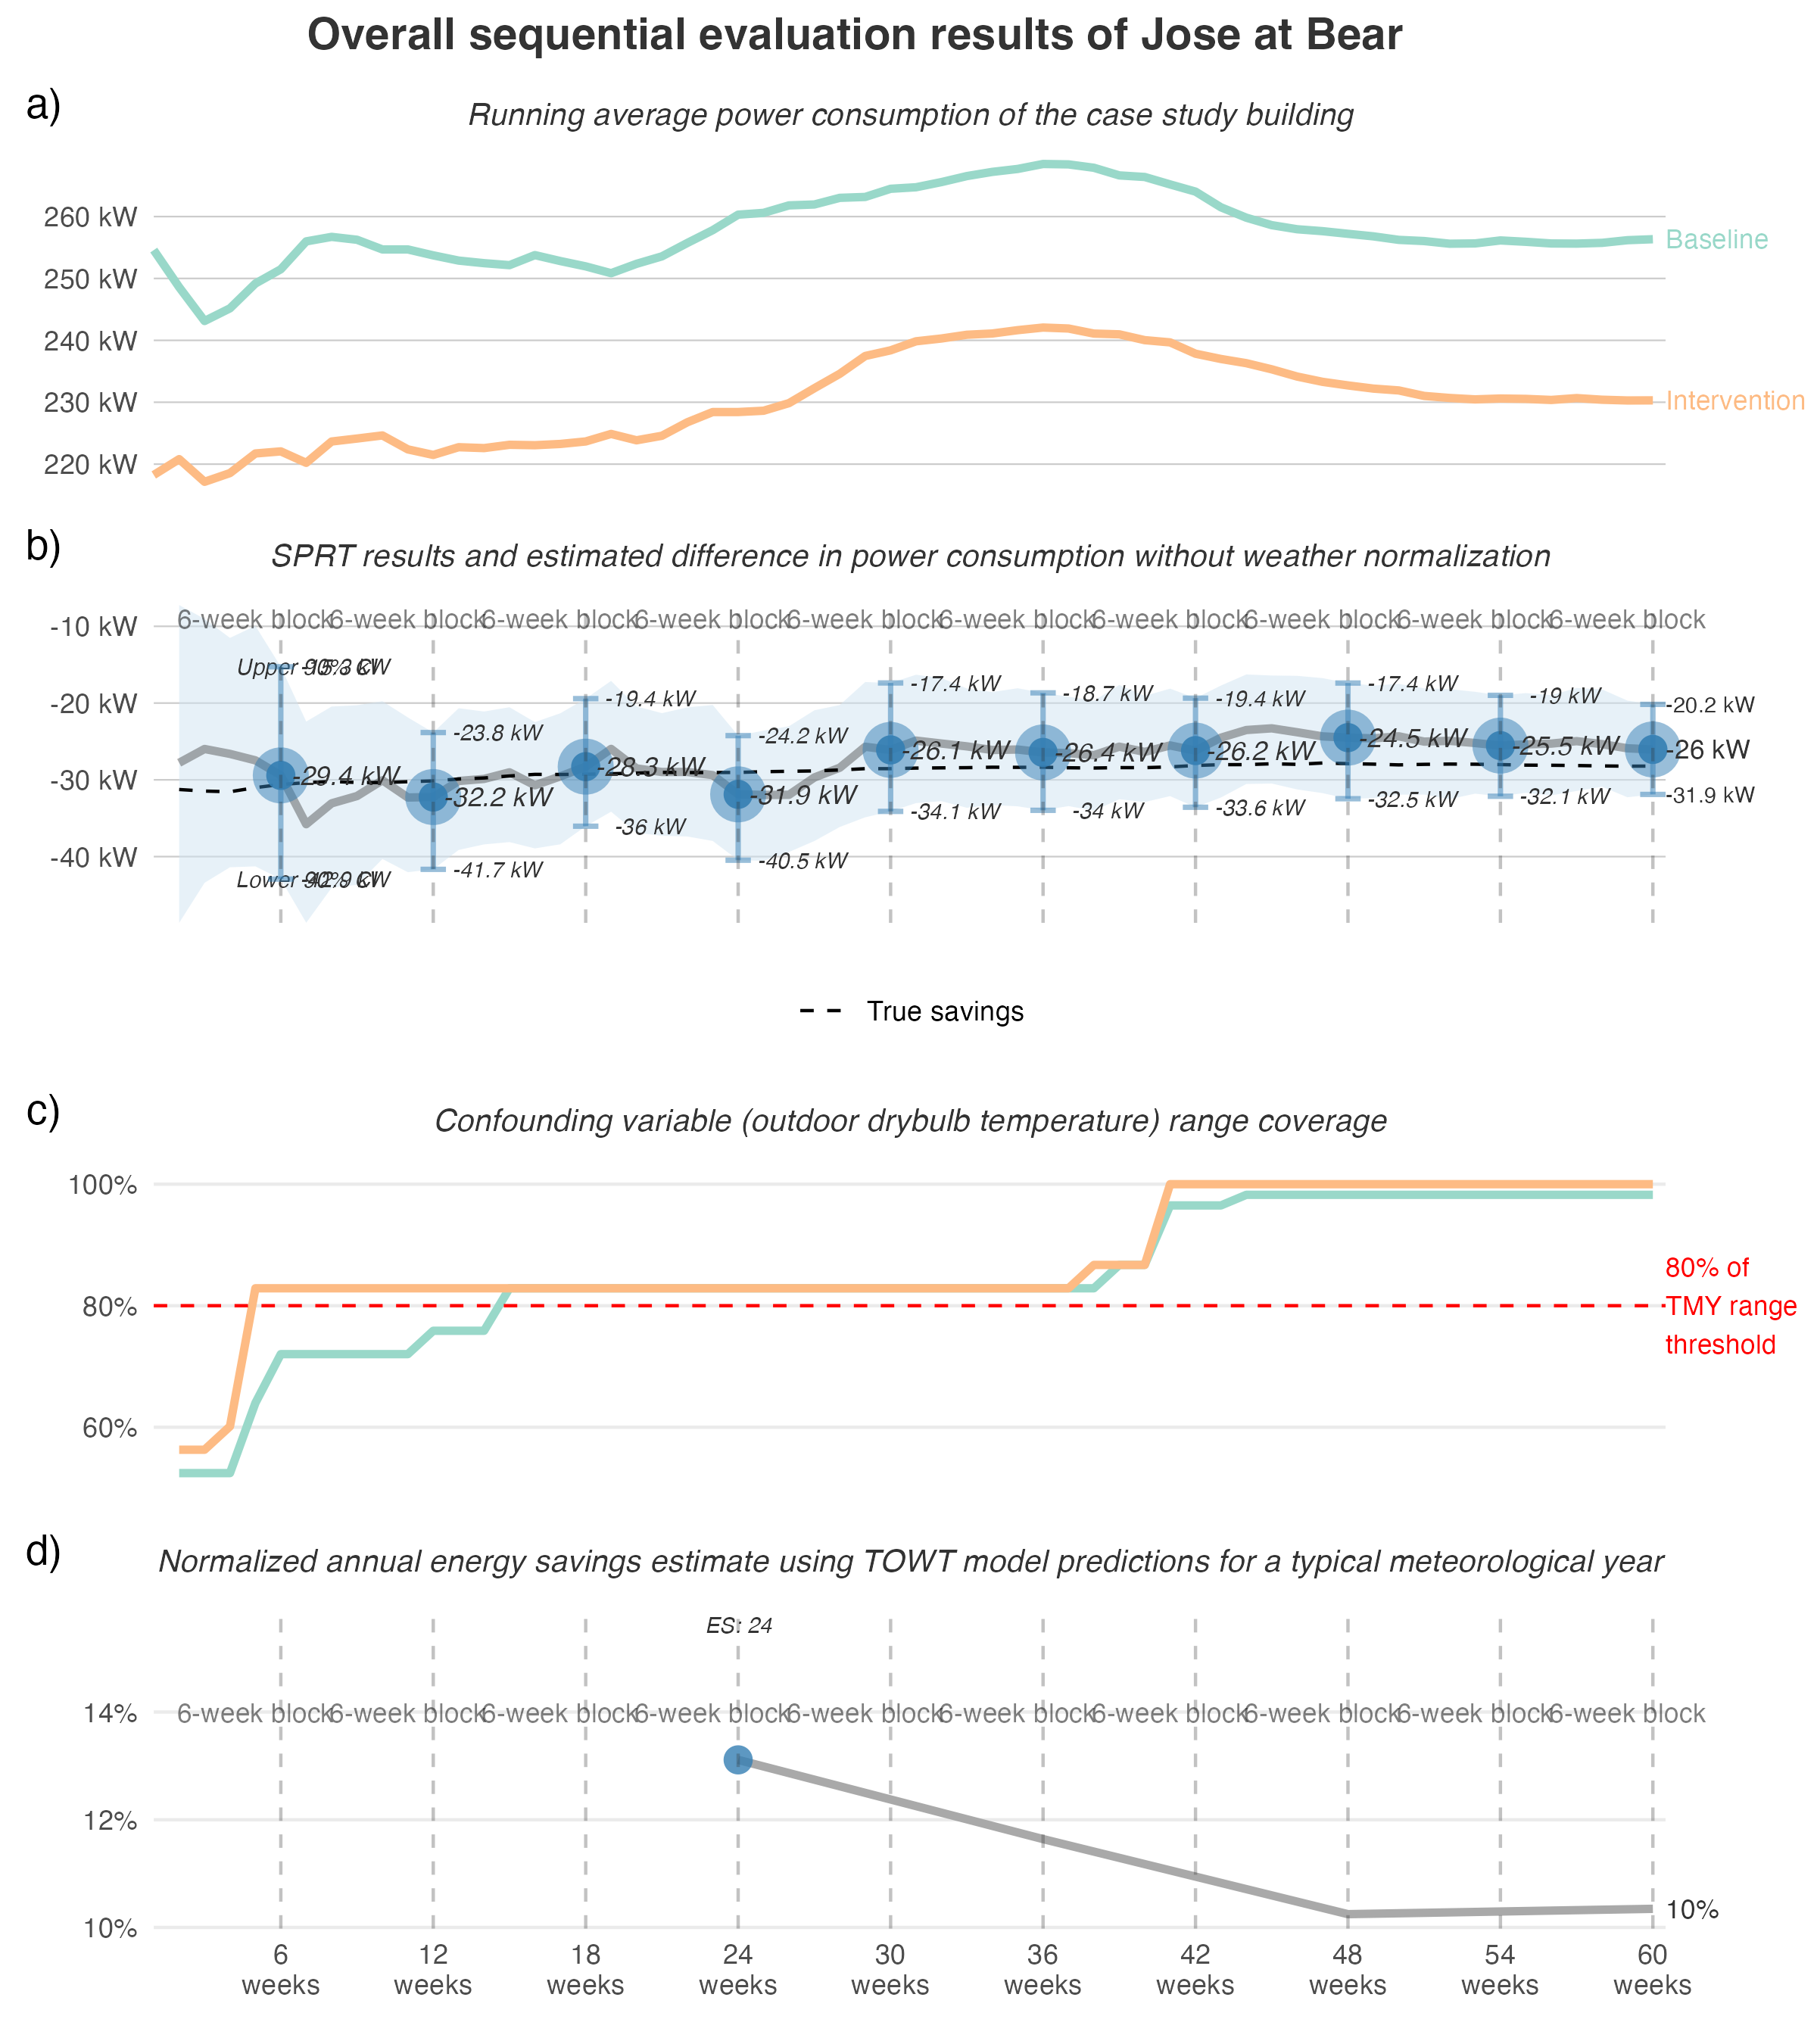 Overall sequential evaluation results of Jose at Bear
a)
Running average power consumption of the case study building
260 kW
250 kW
240 kW
230 kW
220 kW
Baseline
Intervention
b)
SPRT results and estimated difference in power consumption without weather normalization
-10 kW
-20 kW
-30 kW
-40 kW
6-week block
6-week block
6-week block
6-week block
6-week block
6-week block
6-week block
6-week block
6-week block
6-week block
Upper 90% CI
-15.3 kW
-23.8 kW
-19.4 kW
-24.2 kW
-17.4 kW
-18.7 kW
-19.4 kW
-17.4 kW
-19 kW
-20.2 kW
-29.4 kW
-32.2 kW
-28.3 kW
-31.9 kW
-26.1 kW
-26.4 kW
-26.2 kW
-24.5 kW
-25.5 kW
-26 kW
Lower 90% CI
-42.9 kW
-41.7 kW
-36 kW
-40.5 kW
-34.1 kW
-34 kW
-33.6 kW
-32.5 kW
-32.1 kW
-31.9 kW
True savings
c)
Confounding variable (outdoor drybulb temperature) range coverage
100%
80%
60%
80% of
TMY range
threshold
d)
Normalized annual energy savings estimate using TOWT model predictions for a typical meteorological year
ES: 24
14%
12%
10%
6-week block
6-week block
6-week block
6-week block
6-week block
6-week block
6-week block
6-week block
6-week block
6-week block
10%
6
weeks
12
weeks
18
weeks
24
weeks
30
weeks
36
weeks
42
weeks
48
weeks
54
weeks
60
weeks